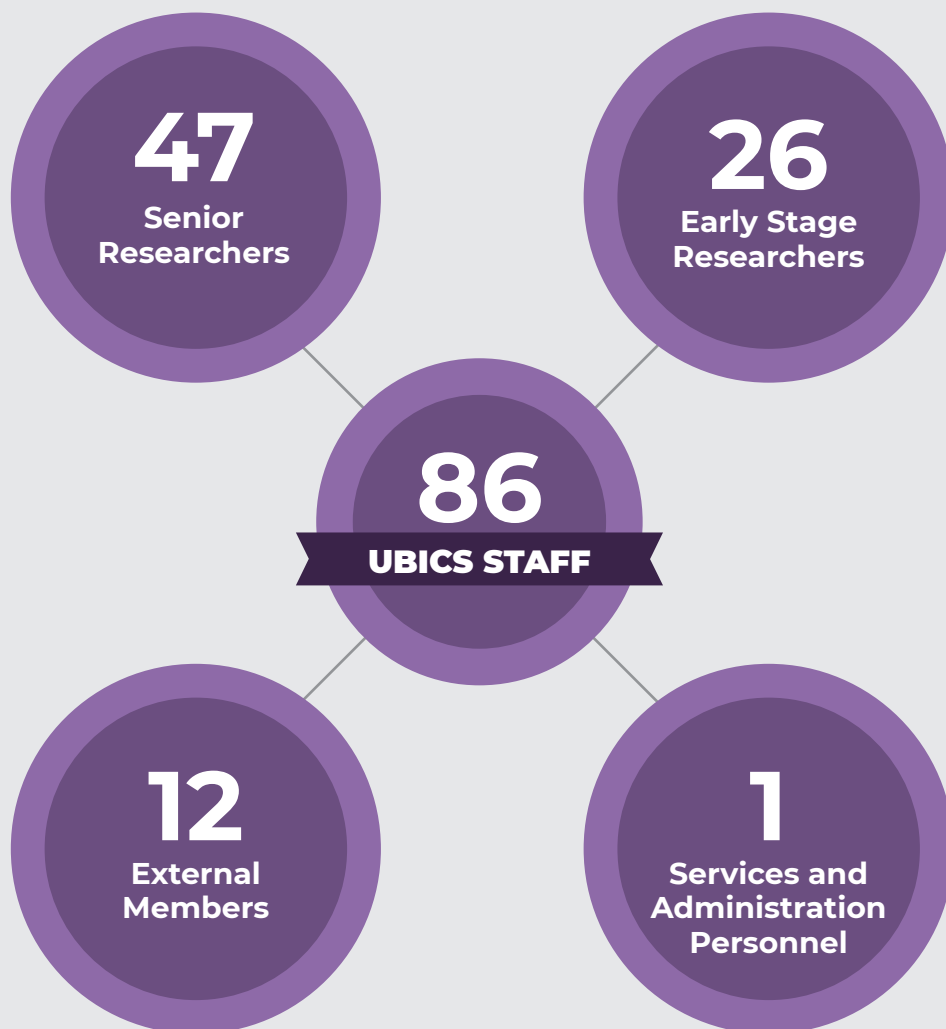 47
Senior
Researchers
26
Early Stage
Researchers
86
UBICS STAFF
12
External
Members
1
Services and
Administration
Personnel